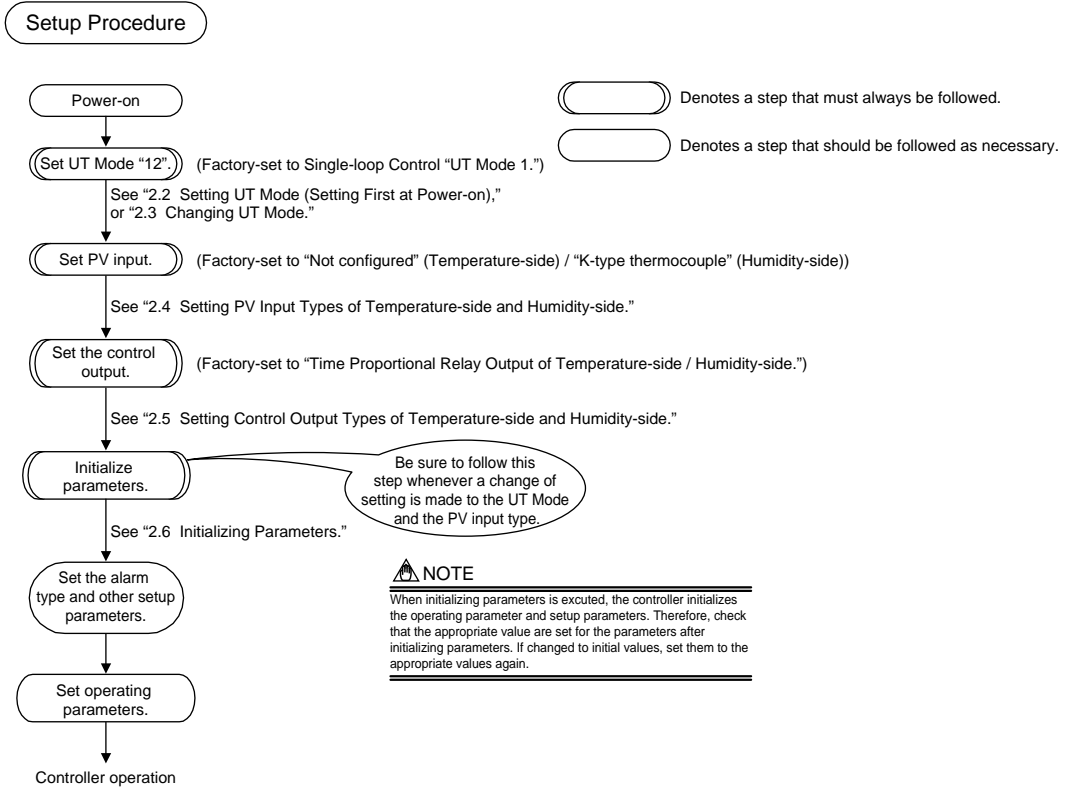 Setup Procedure
Power-on
Denotes a step that must always be followed.
Denotes a step that should be followed as necessary.
Set UT Mode “12”.
(Factory-set to Single-loop Control “UT Mode 1.”)
See “2.2 Setting UT Mode (Setting First at Power-on),”
or “2.3 Changing UT Mode.”
Set PV input.
(Factory-set to “Not configured” (Temperature-side) / “K-type thermocouple” (Humidity-side))
See “2.4 Setting PV Input Types of Temperature-side and Humidity-side.”
Set the control
output.
(Factory-set to “Time Proportional Relay Output of Temperature-side / Humidity-side.”)
See “2.5 Setting Control Output Types of Temperature-side and Humidity-side.”
Initialize
parameters.
Be sure to follow this
step whenever a change of
setting is made to the UT Mode
and the PV input type.
See “2.6 Initializing Parameters.”
Set the alarm
type and other setup
parameters.
NOTE
When initializing parameters is excuted, the controller initializes
the operating parameter and setup parameters. Therefore, check
that the appropriate value are set for the parameters after
initializing parameters. If changed to initial values, set them to the
appropriate values again.
Set operating
parameters.
Controller operation